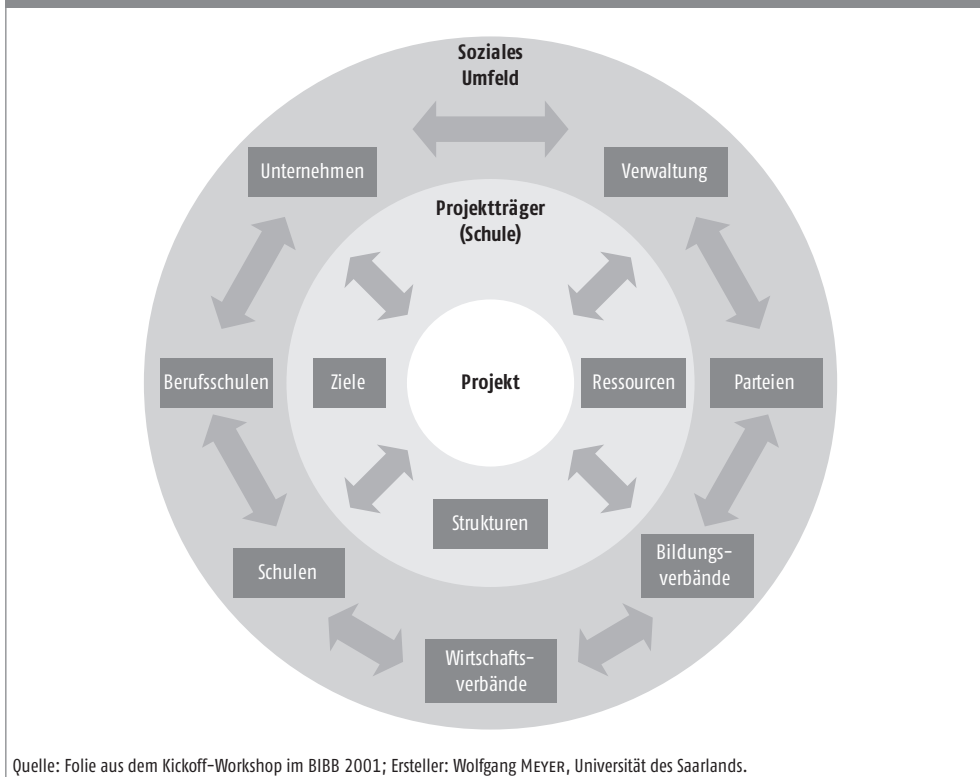 Soziales
Umfeld
Unternehmen
Verwaltung
Projektträger
(Schule)
Berufsschulen
Ziele
Projekt
Ressourcen
Parteien
Strukturen
Schulen
Bildungs-
verbände
Wirtschafts-
verbände
Quelle: Folie aus dem Kickoff-Workshop im BIBB 2001; Ersteller: Wolfgang MEYER, Universität des Saarlands.